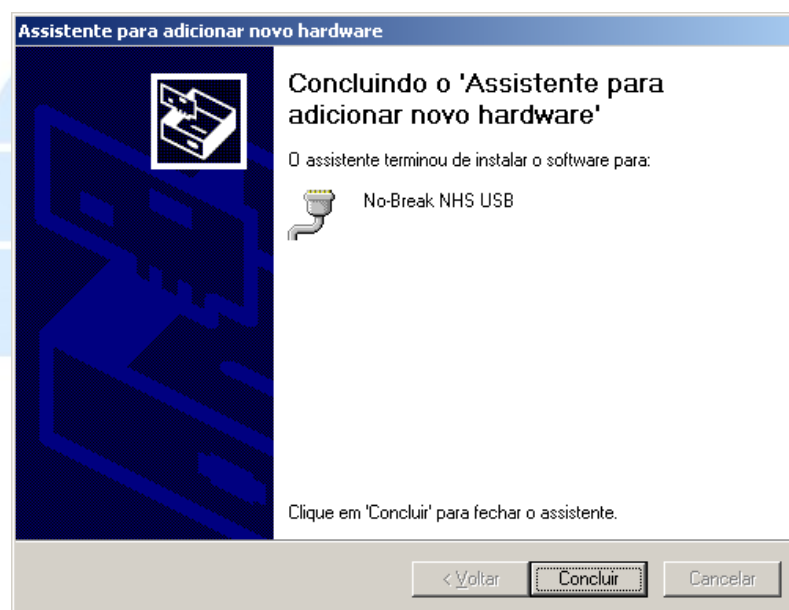 Assistente para adicionar novo hardware
Concluindo o 'Assistente para
adicionar novo hardware'
O assistente terminou de instalar o software para:
No-Break NHS USB
Clique em 'Concluir' para fechar o assistente.
< Voltar
Concluir
Cancelar